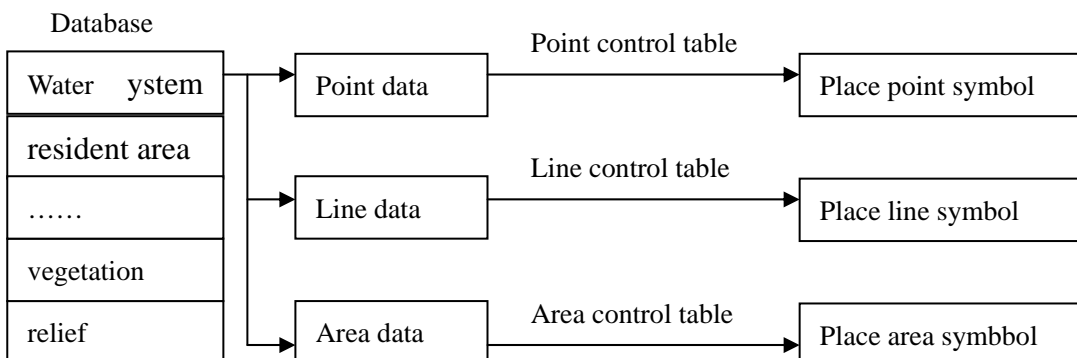 Database
Water ystem
resident area
……
vegetation
relief
Point data
Line data
Area data
Point control table
Line control table
Area control table
Place point symbol
Place line symbol
Place area symbbol